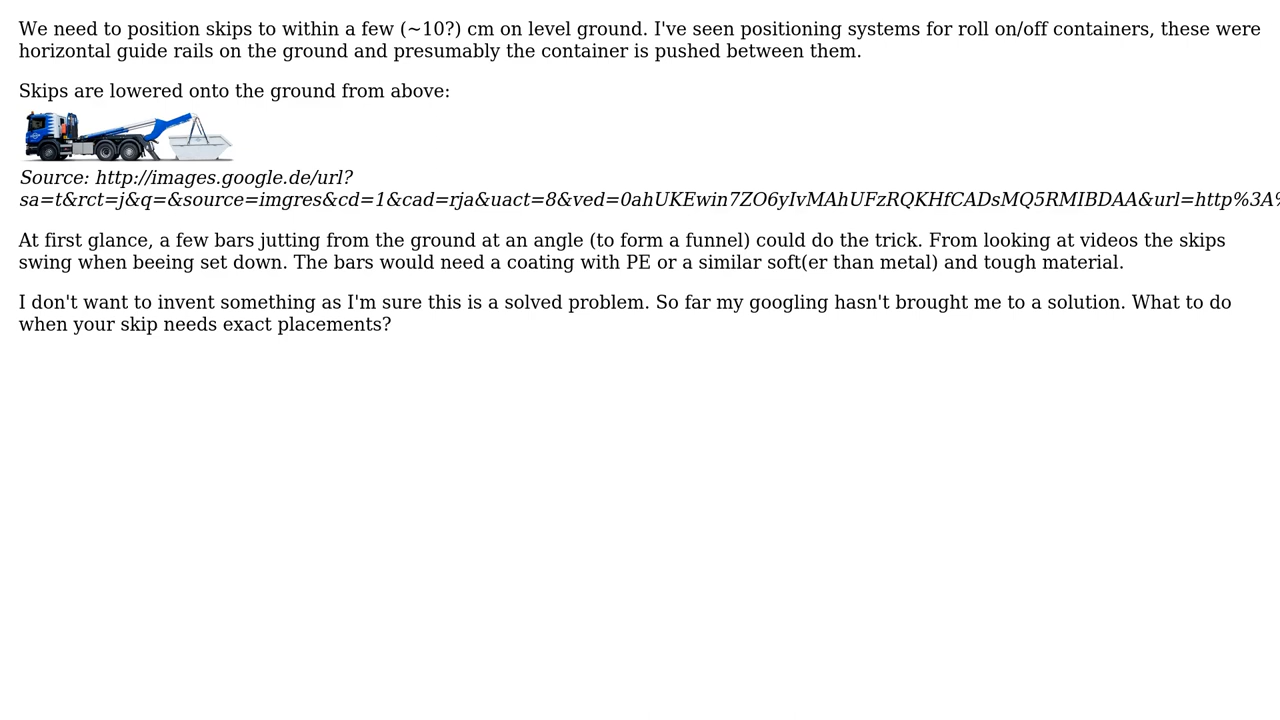 We need to position skips to within a few (~10?) cm on level ground. I've seen positioning systems for roll on/off containers, these were
horizontal guide rails on the ground and presumably the container is pushed between them.
Skips are lowered onto the ground from above:
Source: http://images.google.de/url?
sa=t&rct=j&q=&source=imgres&cd=1&cad=rja&uact=8&ved=0ahUKEwin7ZO6yIvMAhUFzRQKHfCADsMQ5RMIBDAA&url=http%3A%
At first glance, a few bars jutting from the ground at an angle (to form a funnel) could do the trick. From looking at videos the skips
swing when beeing set down. The bars would need a coating with PE or a similar soft(er than metal) and tough material.
I don't want to invent something as I'm sure this is a solved problem. So far my googling hasn't brought me to a solution. What to do
when your skip needs exact placements?